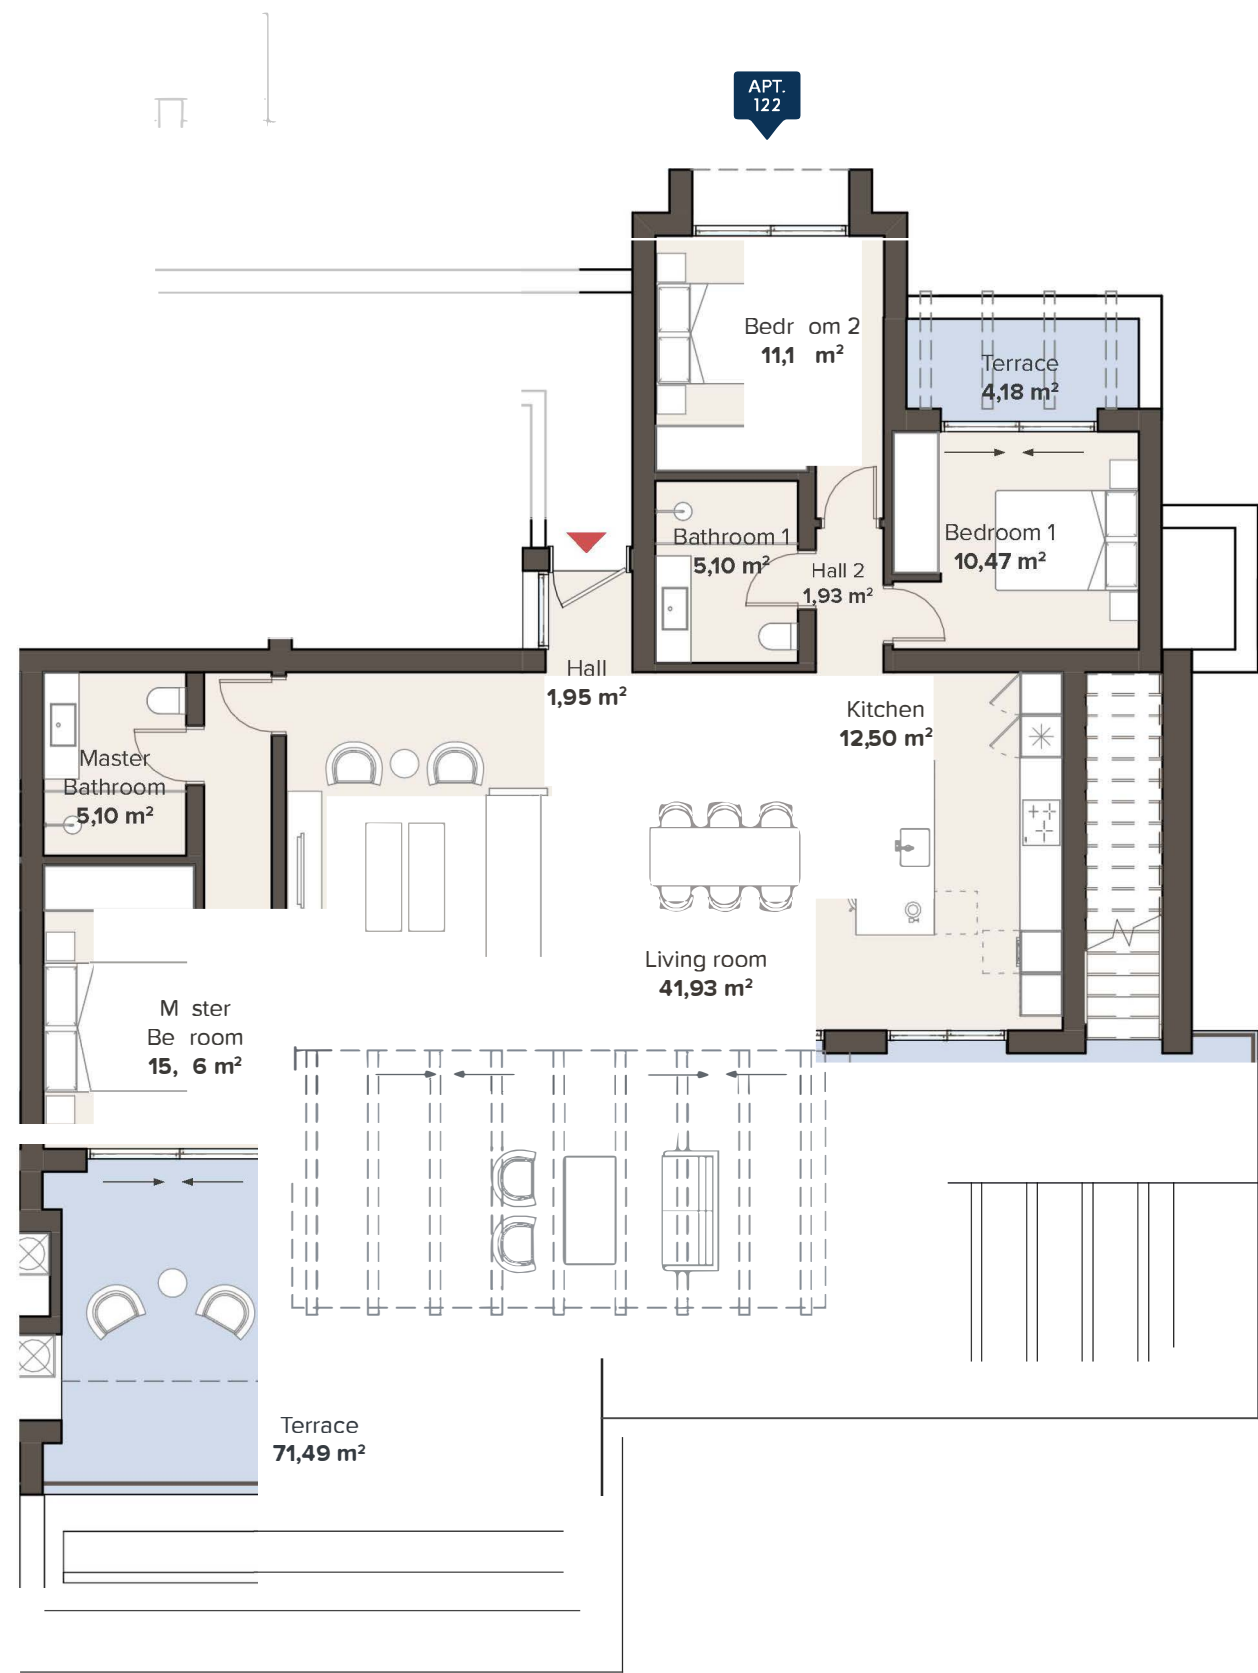 APT.
122
Bedr om 2
11,1 m²
Terrace
4,18 m²
Bathroom 1
5,10 m²
Hall 2
1,93 m²
Bedroom 1
10,47 m²
Hall
1,95 m²
Kitchen
12,50 m²
Master
Bathroom
5,10 m²
Living room
41,93 m²
M ster
Be room
15, 6 m²
Terrace
71,49 m²